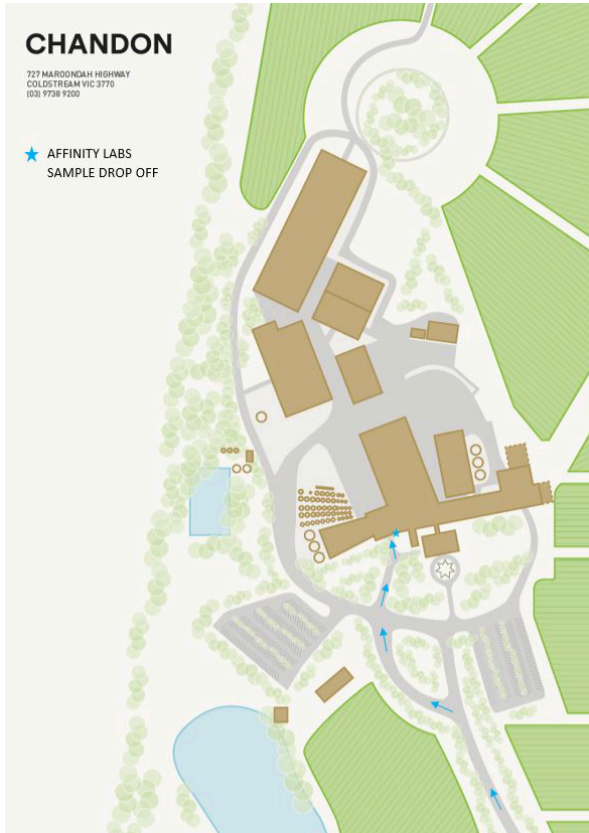 CHANDON
727 MAROONDAH HIGHWAY
COLDSTREAM VIC 3770
(03) 9738 9200
AFFINITY LABS
SAMPLE DROP OFF